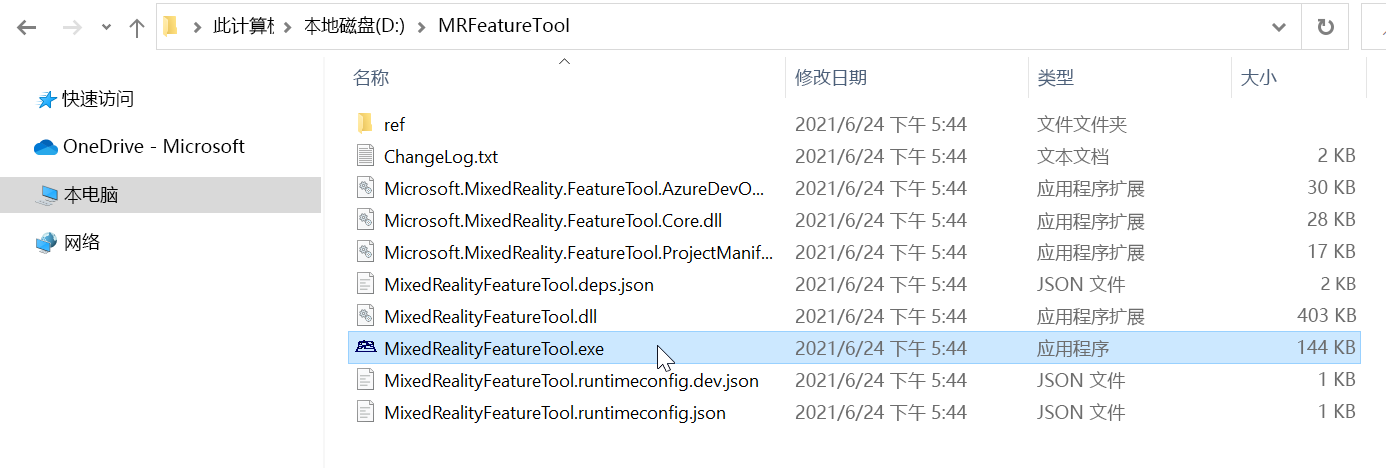 此计算机 本地磁盘(D:) MRFeatureTool
名称 修改日期 类型 大小
快速访问
OneDrive - Microsoft
本电脑
网络
ref 2021/6/24 下午 5:44 文件文件夹
ChangeLog.txt 2021/6/24 下午 5:44 文本文档 2 KB
Microsoft.MixedReality.FeatureTool.AzureDevO... 2021/6/24 下午 5:44 应用程序扩展 30 KB
Microsoft.MixedReality.FeatureTool.Core.dll 2021/6/24 下午 5:44 应用程序扩展 28 KB
Microsoft.MixedReality.FeatureTool.ProjectManif... 2021/6/24 下午 5:44 应用程序扩展 17 KB
MixedRealityFeatureTool.deps.json 2021/6/24 下午 5:44 JSON 文件 2 KB
MixedRealityFeatureTool.dll 2021/6/24 下午 5:44 应用程序扩展 403 KB
MixedRealityFeatureTool.exe 2021/6/24 下午 5:44 应用程序 144 KB
MixedRealityFeatureTool.runtimeconfig.dev.json 2021/6/24 下午 5:44 JSON 文件 1 KB
MixedRealityFeatureTool.runtimeconfig.json 2021/6/24 下午 5:44 JSON 文件 1 KB